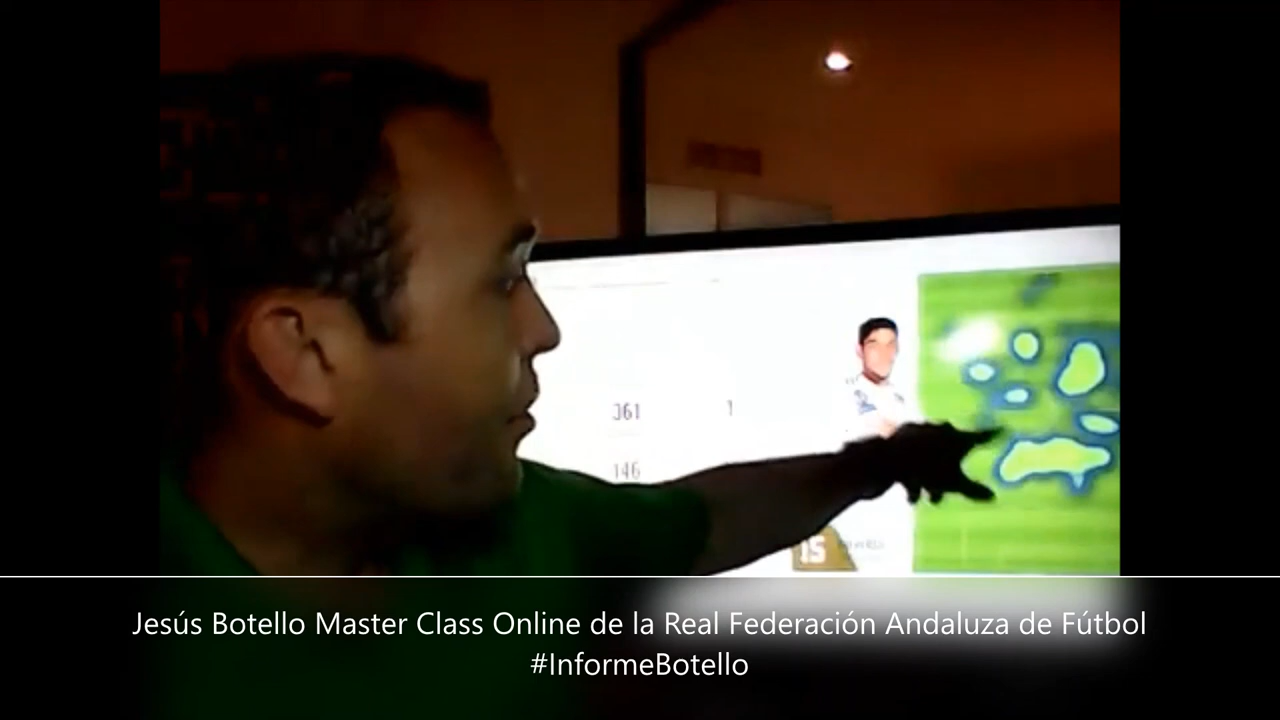 361 1
146
15
Jesús Botello Master Class Online de la Real Federación Andaluza de Fútbol
#InformeBotello